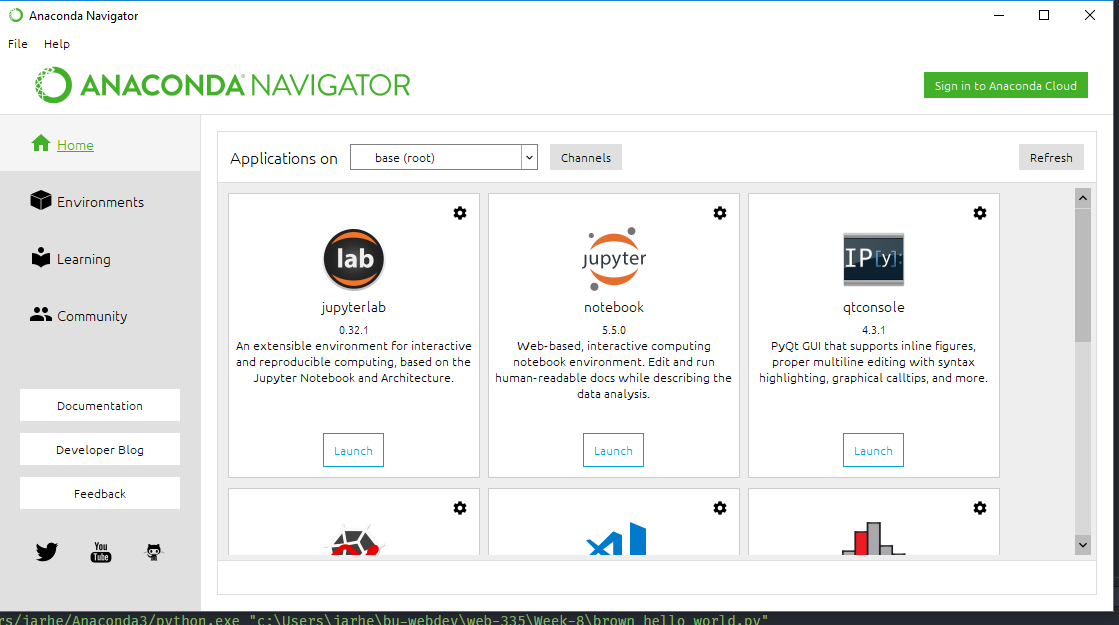 Anaconda Navigator
File Help
ANACONDA NAVIGATOR
Sign in to Anaconda Cloud
Home
Environments
Learning
Community
Documentation
Developer Blog
Feedback
You
Tube
Applications on base (root) Channels Refresh
lab
jupyterlab
0.32.1
An extensible environment for interactive
and reproducible computing, based on the
Jupyter Notebook and Architecture.
Launch
jupyter
notebook
5.5.0
Web-based, interactive computing
notebook environment. Edit and run
human-readable docs while describing the
data analysis.
Launch
IP[y]:
qtconsole
4.3.1
PyQt GUI that supports inline figures,
proper multiline editing with syntax
highlighting, graphical calltips, and more.
Launch
rs/jarhe/Anaconda3/python.exe "c:\Users\jarhe\bu-webdev\web-335\Week-8\brown_hello_world.py"